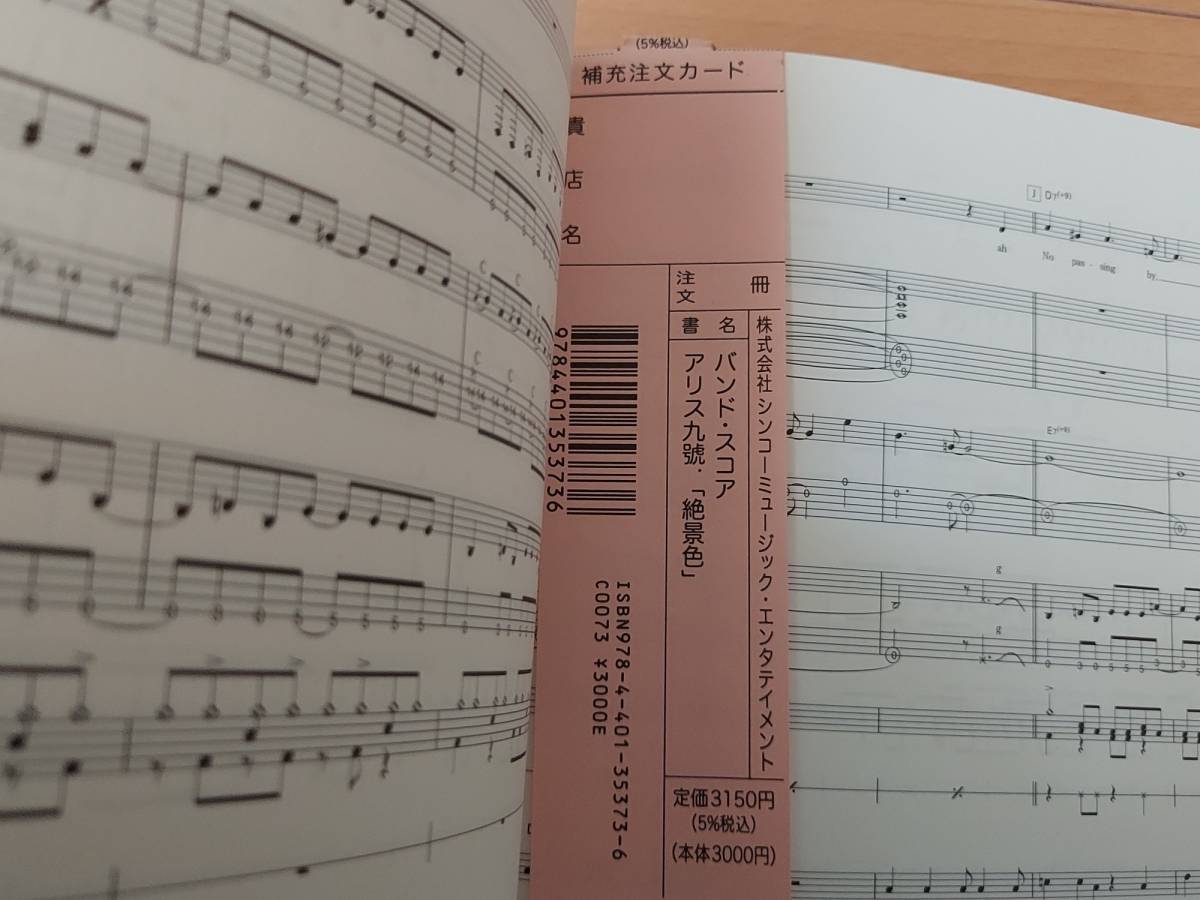 (5%税込)
補充注文カード
貴店名
注文
冊
書名
株式会社 シンコーミュージック・エンタテイメント
バンド・スコア
アリス九號.「絶景色」
9784401353736
ISBN978-4-401-35373-6
C0073 ¥3000E
定価3150円
(5%税込)
(本体3000円)
J D7(+9)
ah No pas - sing by
E7(+9)
g
g
C
C
C
C